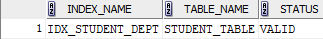 INDEX_NAME TABLE_NAME STATUS
1 IDX_STUDENT_DEPT STUDENT_TABLE VALID